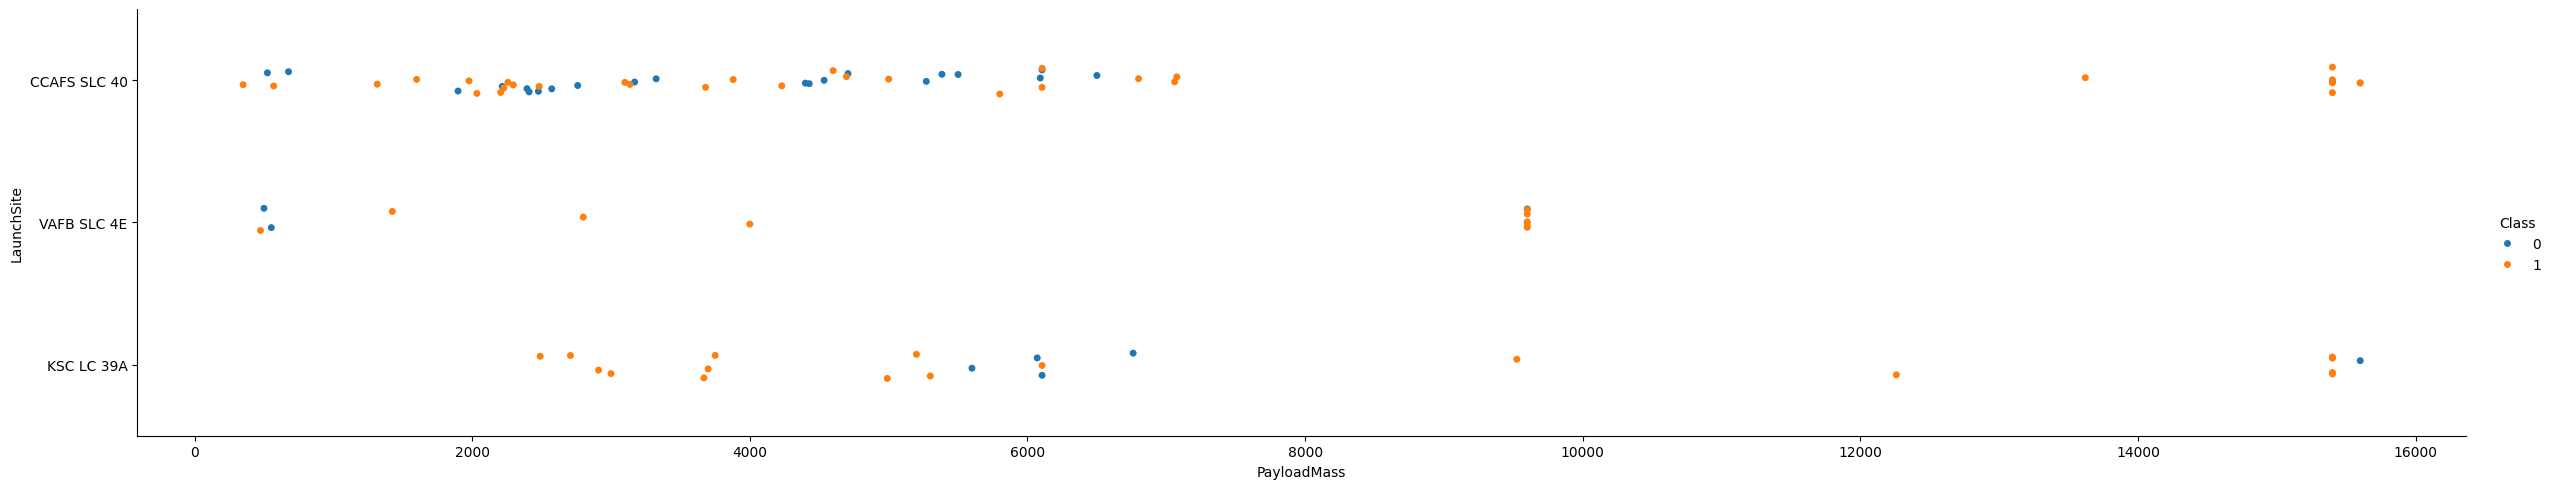 LaunchSite
CCAFS SLC 40
VAFB SLC 4E
KSC LC 39A
0 2000 4000 6000 8000 10000 12000 14000 16000
PayloadMass
Class
0
1